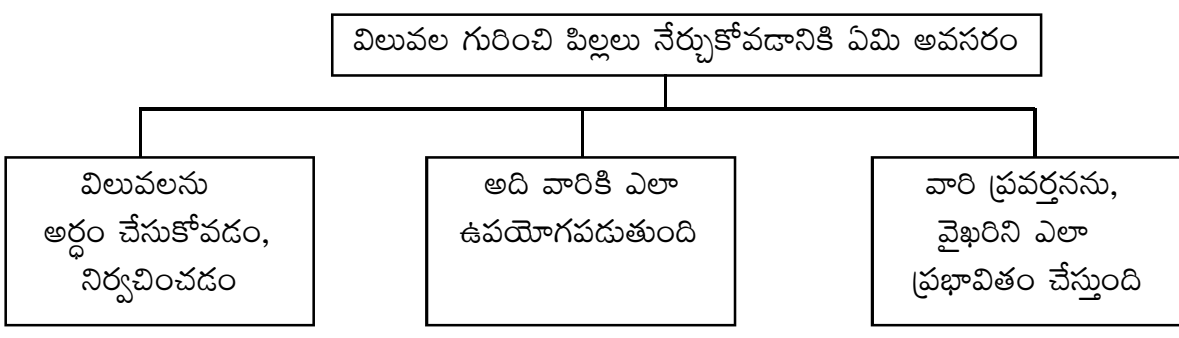 విలువల గురించి పిల్లలు నేర్చుకోవడానికి ఏమి అవసరం
విలువలను
అర్ధం చేసుకోవడం,
నిర్వచించడం
అది వారికి ఎలా
ఉపయోగపడుతుంది
వారి ప్రవర్తనను,
వైఖరిని ఎలా
ప్రభావితం చేస్తుంది